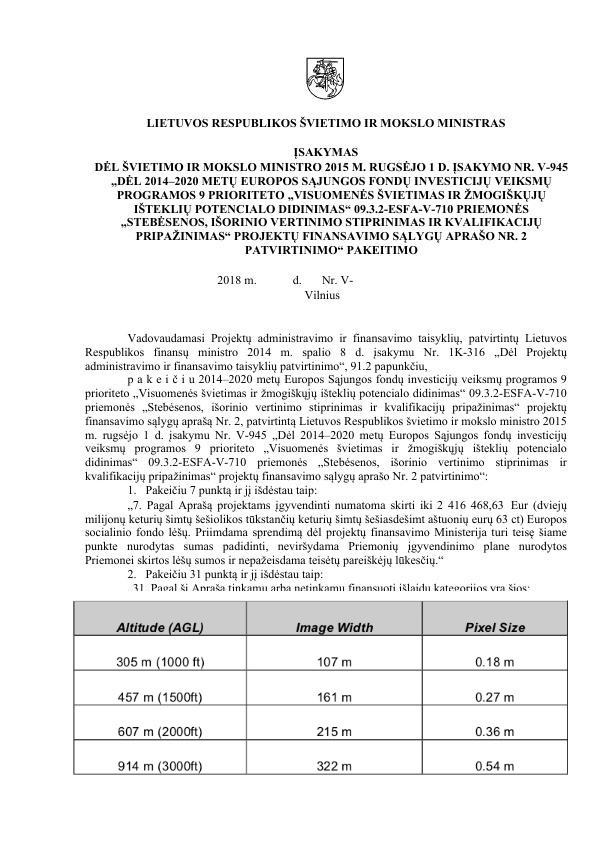 LIETUVOS RESPUBLIKOS ŠVIETIMO IR MOKSLO MINISTRAS
ĮSAKYMAS
DĖL ŠVIETIMO IR MOKSLO MINISTRO 2015 M. RUGSĖJO 1 D. ĮSAKYMO NR. V-945
„DĖL 2014–2020 METŲ EUROPOS SĄJUNGOS FONDŲ INVESTICIJŲ VEIKSMŲ
PROGRAMOS 9 PRIORITETO „VISUOMENĖS ŠVIETIMAS IR ŽMOGIŠKŲJŲ
IŠTEKLIŲ POTENCIALO DIDINIMAS“ 09.3.2-ESFA-V-710 PRIEMONĖS
„STEBĖSENOS, IŠORINIO VERTINIMO STIPRINIMAS IR KVALIFIKACIJŲ
PRIPAŽINIMAS“ PROJEKTŲ FINANSAVIMO SĄLYGŲ APRAŠO NR. 2
PATVIRTINIMO“ PAKEITIMO
2018 m. d. Nr. V-
Vilnius
Vadovaudamasi Projektų administravimo ir finansavimo taisyklių, patvirtintų Lietuvos
Respublikos finansų ministro 2014 m. spalio 8 d. įsakymu Nr. 1K-316 „Dėl Projektų
administravimo ir finansavimo taisyklių patvirtinimo“, 91.2 papunkčiu,
p a k e i č i u 2014–2020 metų Europos Sąjungos fondų investicijų veiksmų programos 9
prioriteto „Visuomenės švietimas ir žmogiškųjų išteklių potencialo didinimas“ 09.3.2-ESFA-V-710
priemonės „Stebėsenos, išorinio vertinimo stiprinimas ir kvalifikacijų pripažinimas“ projektų
finansavimo sąlygų aprašą Nr. 2, patvirtintą Lietuvos Respublikos švietimo ir mokslo ministro 2015
m. rugsėjo 1 d. įsakymu Nr. V-945 „Dėl 2014–2020 metų Europos Sąjungos fondų investicijų
veiksmų programos 9 prioriteto „Visuomenės švietimas ir žmogiškųjų išteklių potencialo
didinimas“ 09.3.2-ESFA-V-710 priemonės „Stebėsenos, išorinio vertinimo stiprinimas ir
kvalifikacijų pripažinimas“ projektų finansavimo sąlygų aprašo Nr. 2 patvirtinimo“:
1. Pakeičiu 7 punktą ir jį išdėstau taip:
„7. Pagal Aprašą projektams įgyvendinti numatoma skirti iki 2 416 468,63 Eur (dviejų
milijonų keturių šimtų šešiolikos tūkstančių keturių šimtų šešiasdešimt aštuonių eurų 63 ct) Europos
socialinio fondo lėšų. Priimdama sprendimą dėl projektų finansavimo Ministerija turi teisę šiame
punkte nurodytas sumas padidinti, neviršydama Priemonių įgyvendinimo plane nurodytos
Priemonei skirtos lėšų sumos ir nepažeisdama teisėtų pareiškėjų lūkesčių.“
2. Pakeičiu 31 punktą ir jį išdėstau taip:
„31. Pagal šį Aprašą tinkamų arba netinkamų finansuoti išlaidų kategorijos yra šios:
Altitude (AGL) Image Width Pixel Size
305 m (1000 ft) 107 m 0.18 m
457 m (1500ft) 161 m 0.27 m
607 m (2000ft) 215 m 0.36 m
914 m (3000ft) 322 m 0.54 m